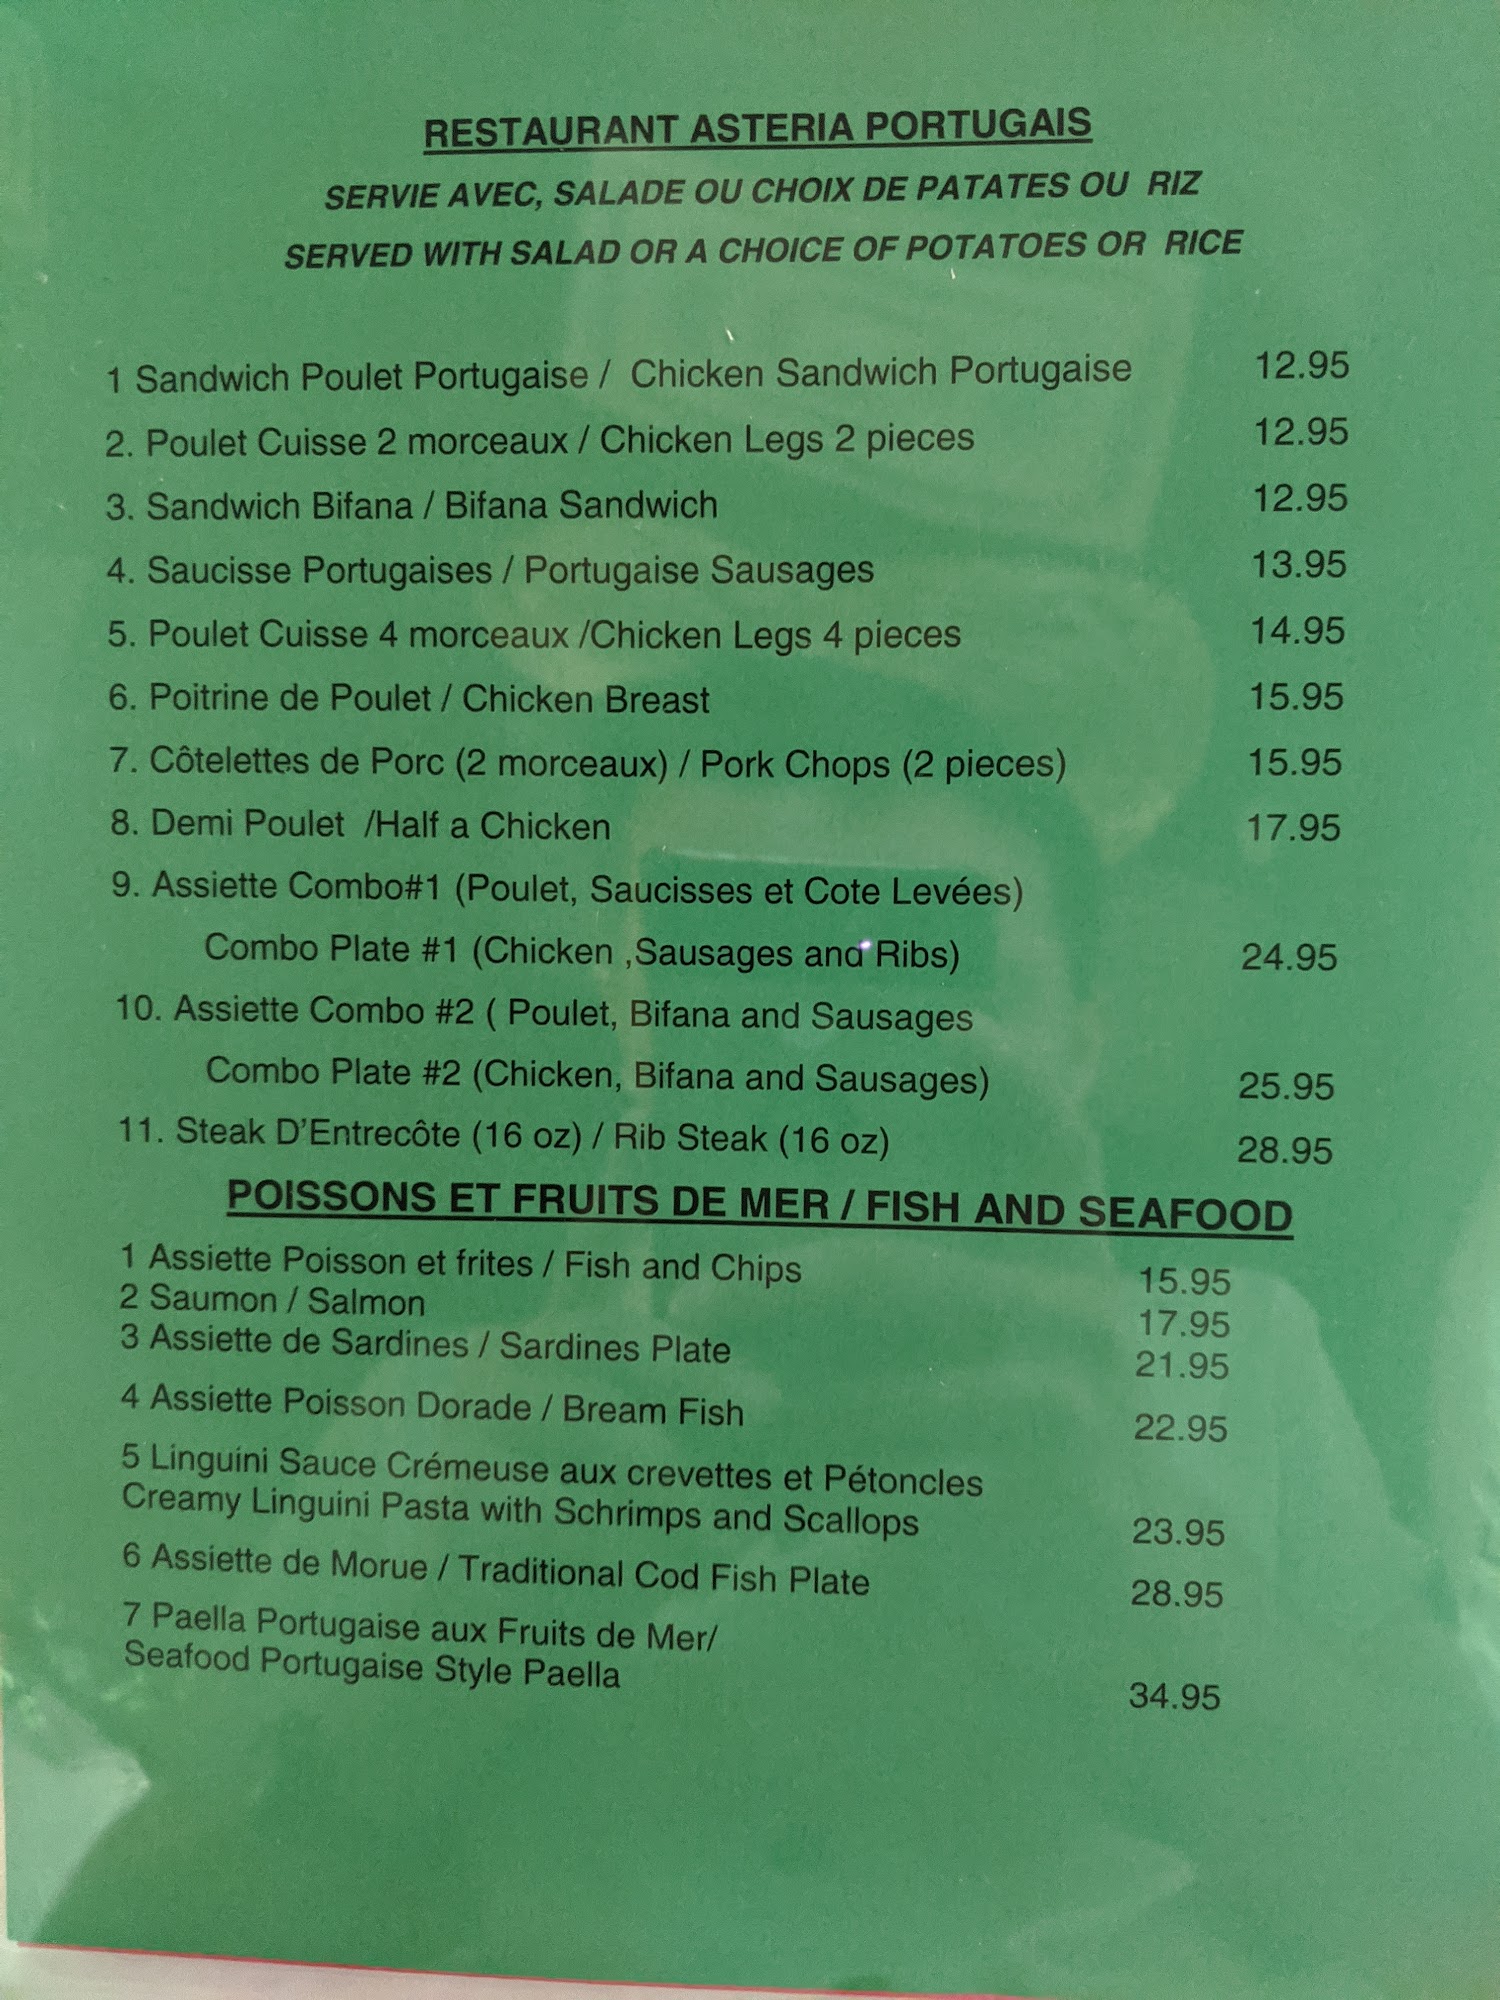 RESTAURANT ASTERIA PORTUGAIS
SERVIE AVEC, SALADE OU CHOIX DE PATATES OU RIZ
SERVED WITH SALAD OR A CHOICE OF POTATOES OR RICE
1 Sandwich Poulet Portugaise / Chicken Sandwich Portugaise 12.95
2. Poulet Cuisse 2 morceaux / Chicken Legs 2 pieces 12.95
3. Sandwich Bifana / Bifana Sandwich 12.95
4. Saucisse Portugaises / Portugaise Sausages 13.95
5. Poulet Cuisse 4 morceaux /Chicken Legs 4 pieces 14.95
6. Poitrine de Poulet / Chicken Breast 15.95
7. Côtelettes de Porc (2 morceaux) / Pork Chops (2 pieces) 15.95
8. Demi Poulet /Half a Chicken 17.95
9. Assiette Combo#1 (Poulet, Saucisses et Cote Levées)
Combo Plate #1 (Chicken ,Sausages and Ribs) 24.95
10. Assiette Combo #2 ( Poulet, Bifana and Sausages
Combo Plate #2 (Chicken, Bifana and Sausages) 25.95
11. Steak D'Entrecôte (16 oz) / Rib Steak (16 oz) 28.95
POISSONS ET FRUITS DE MER / FISH AND SEAFOOD
1 Assiette Poisson et frites / Fish and Chips 15.95
2 Saumon / Salmon 17.95
3 Assiette de Sardines / Sardines Plate 21.95
4 Assiette Poisson Dorade / Bream Fish 22.95
5 Linguini Sauce Crémeuse aux crevettes et Pétoncles
Creamy Linguini Pasta with Schrimps and Scallops 23.95
6 Assiette de Morue / Traditional Cod Fish Plate 28.95
7 Paella Portugaise aux Fruits de Mer/
Seafood Portugaise Style Paella 34.95